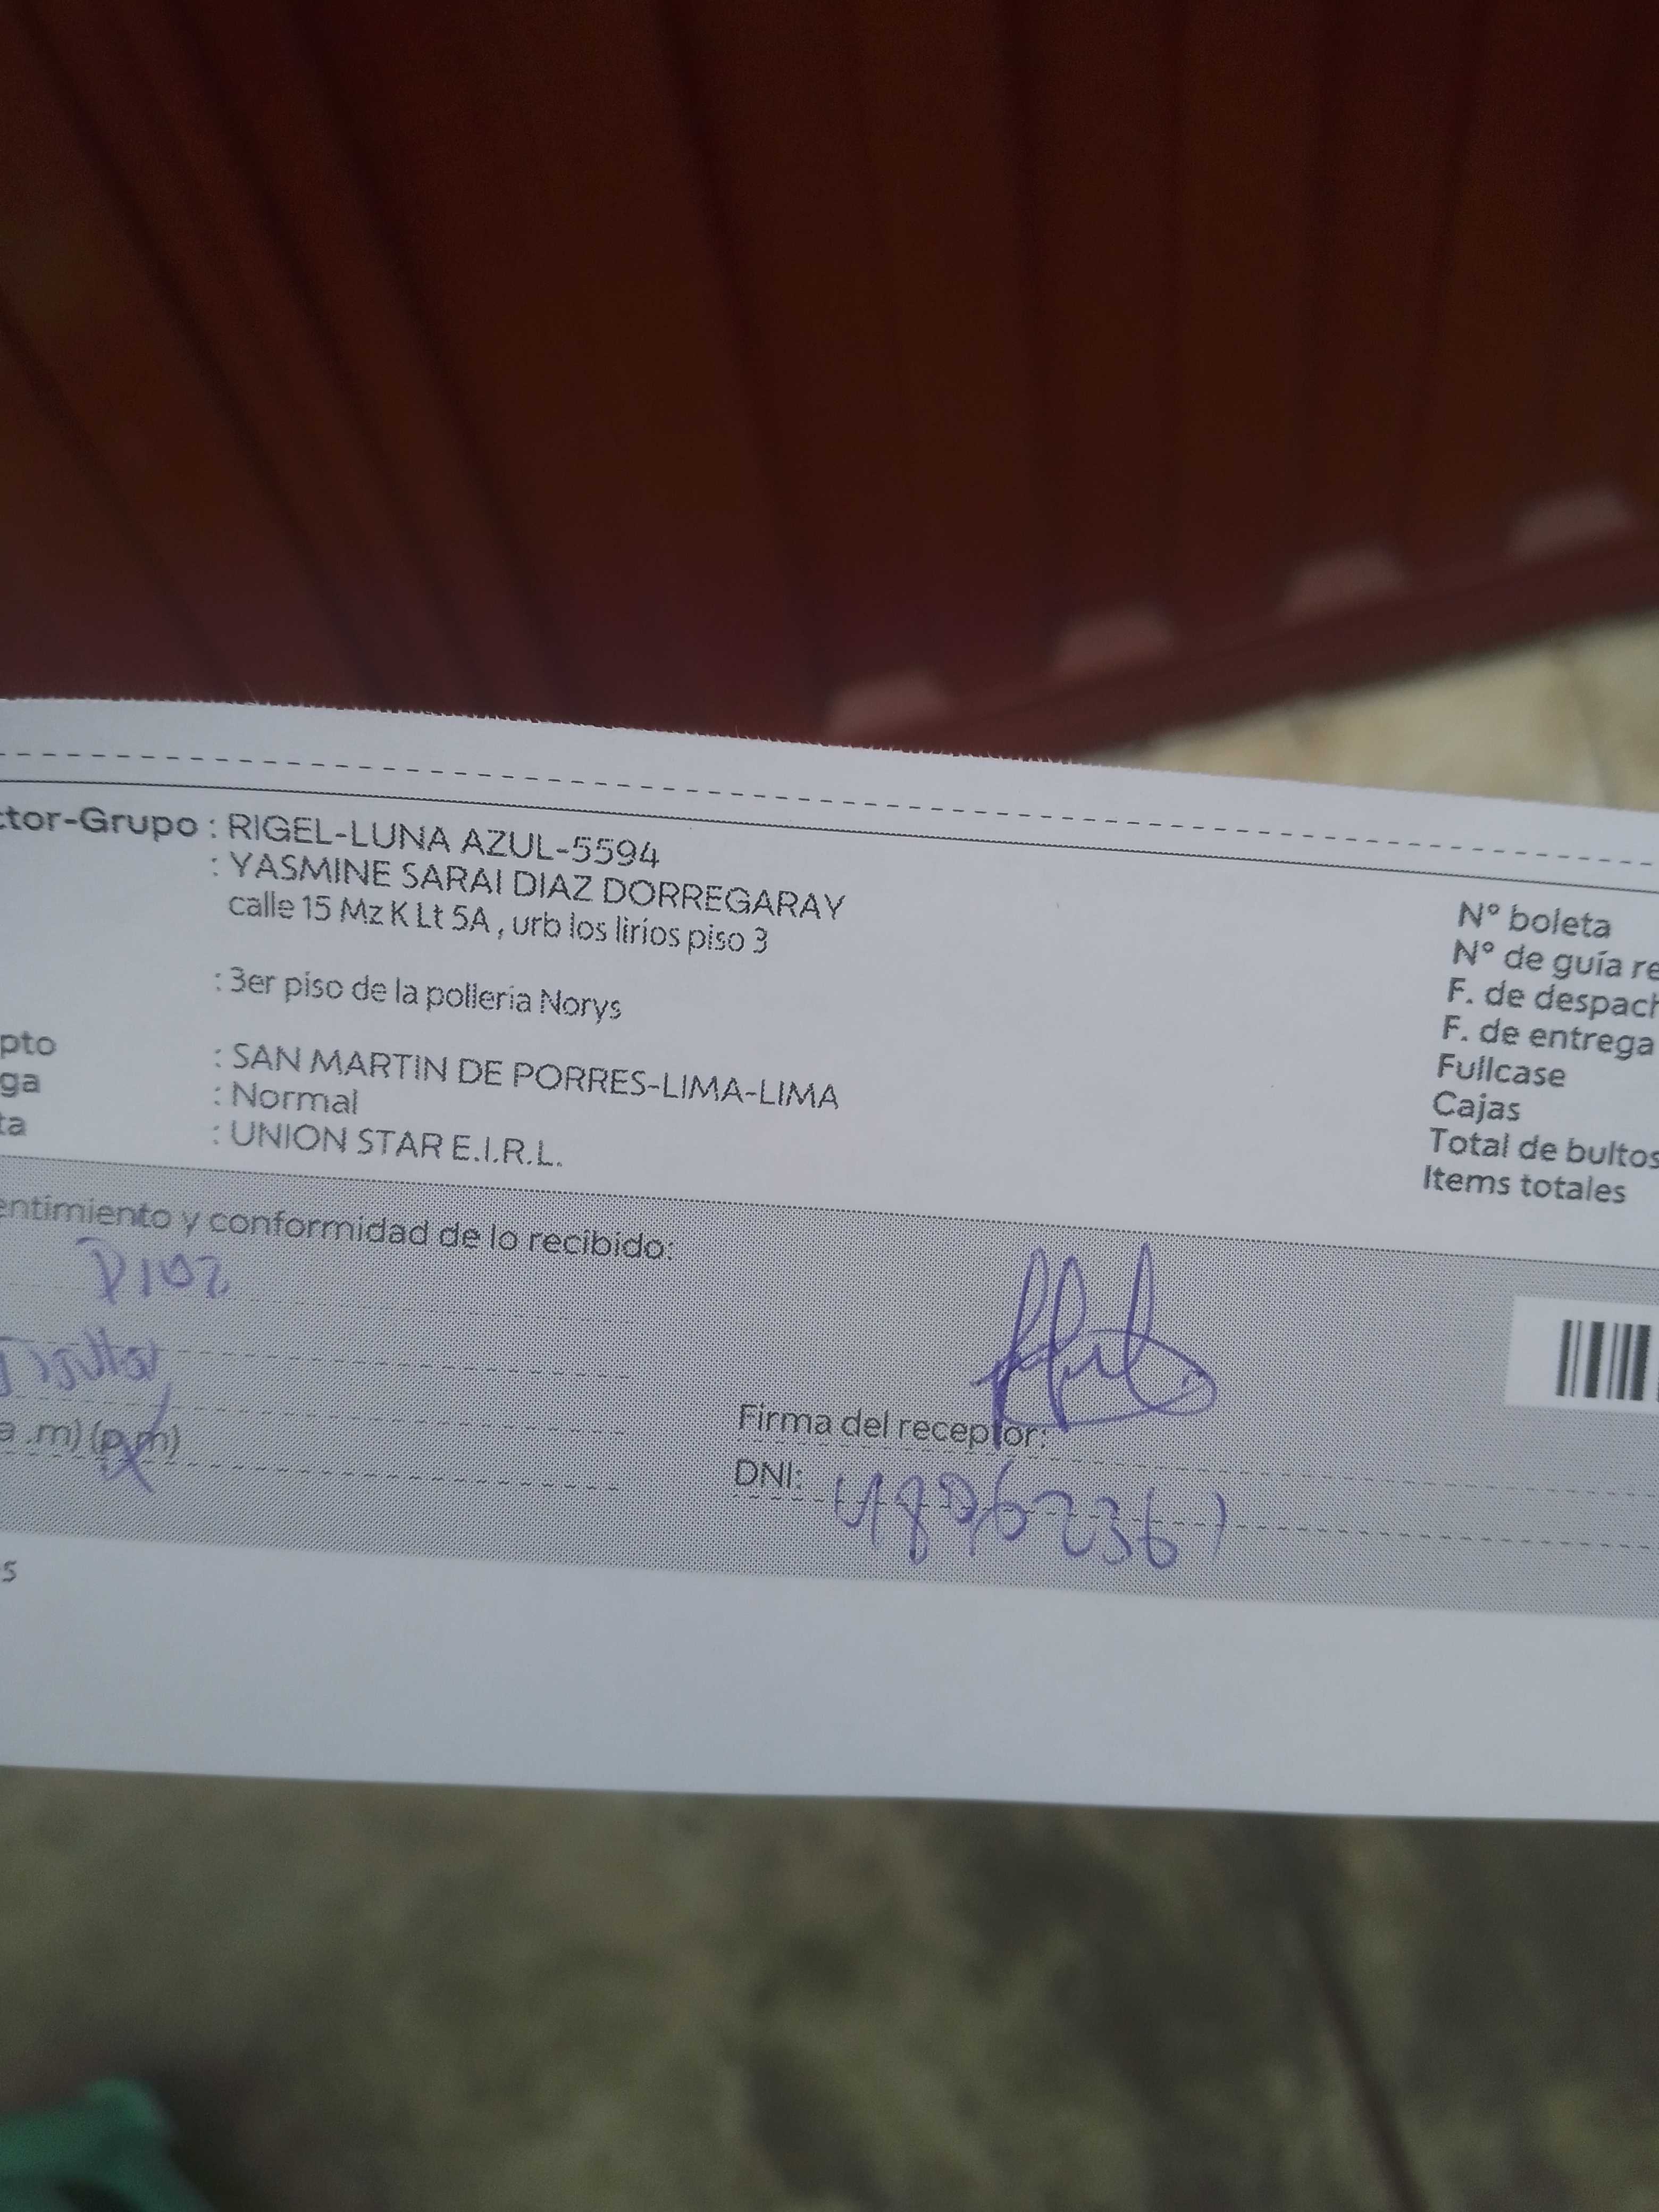 ctor-Grupo : RIGEL-LUNA AZUL-5594
: YASMINE SARAI DIAZ DORREGARAY
calle 15 Mz K Lt 5A , urb los lirios piso 3
: 3er piso de la polleria Norys
pto : SAN MARTIN DE PORRES-LIMA-LIMA
ga : Normal
ta : UNION STAR E.I.R.L.
N° boleta
N° de guía re
F. de despach
F. de entrega
Fullcase
Cajas
Total de bultos
Items totales
entimiento y conformidad de lo recibido:
Diaz
a .m) (p.m)
Firma del receptor:
DNI:
s